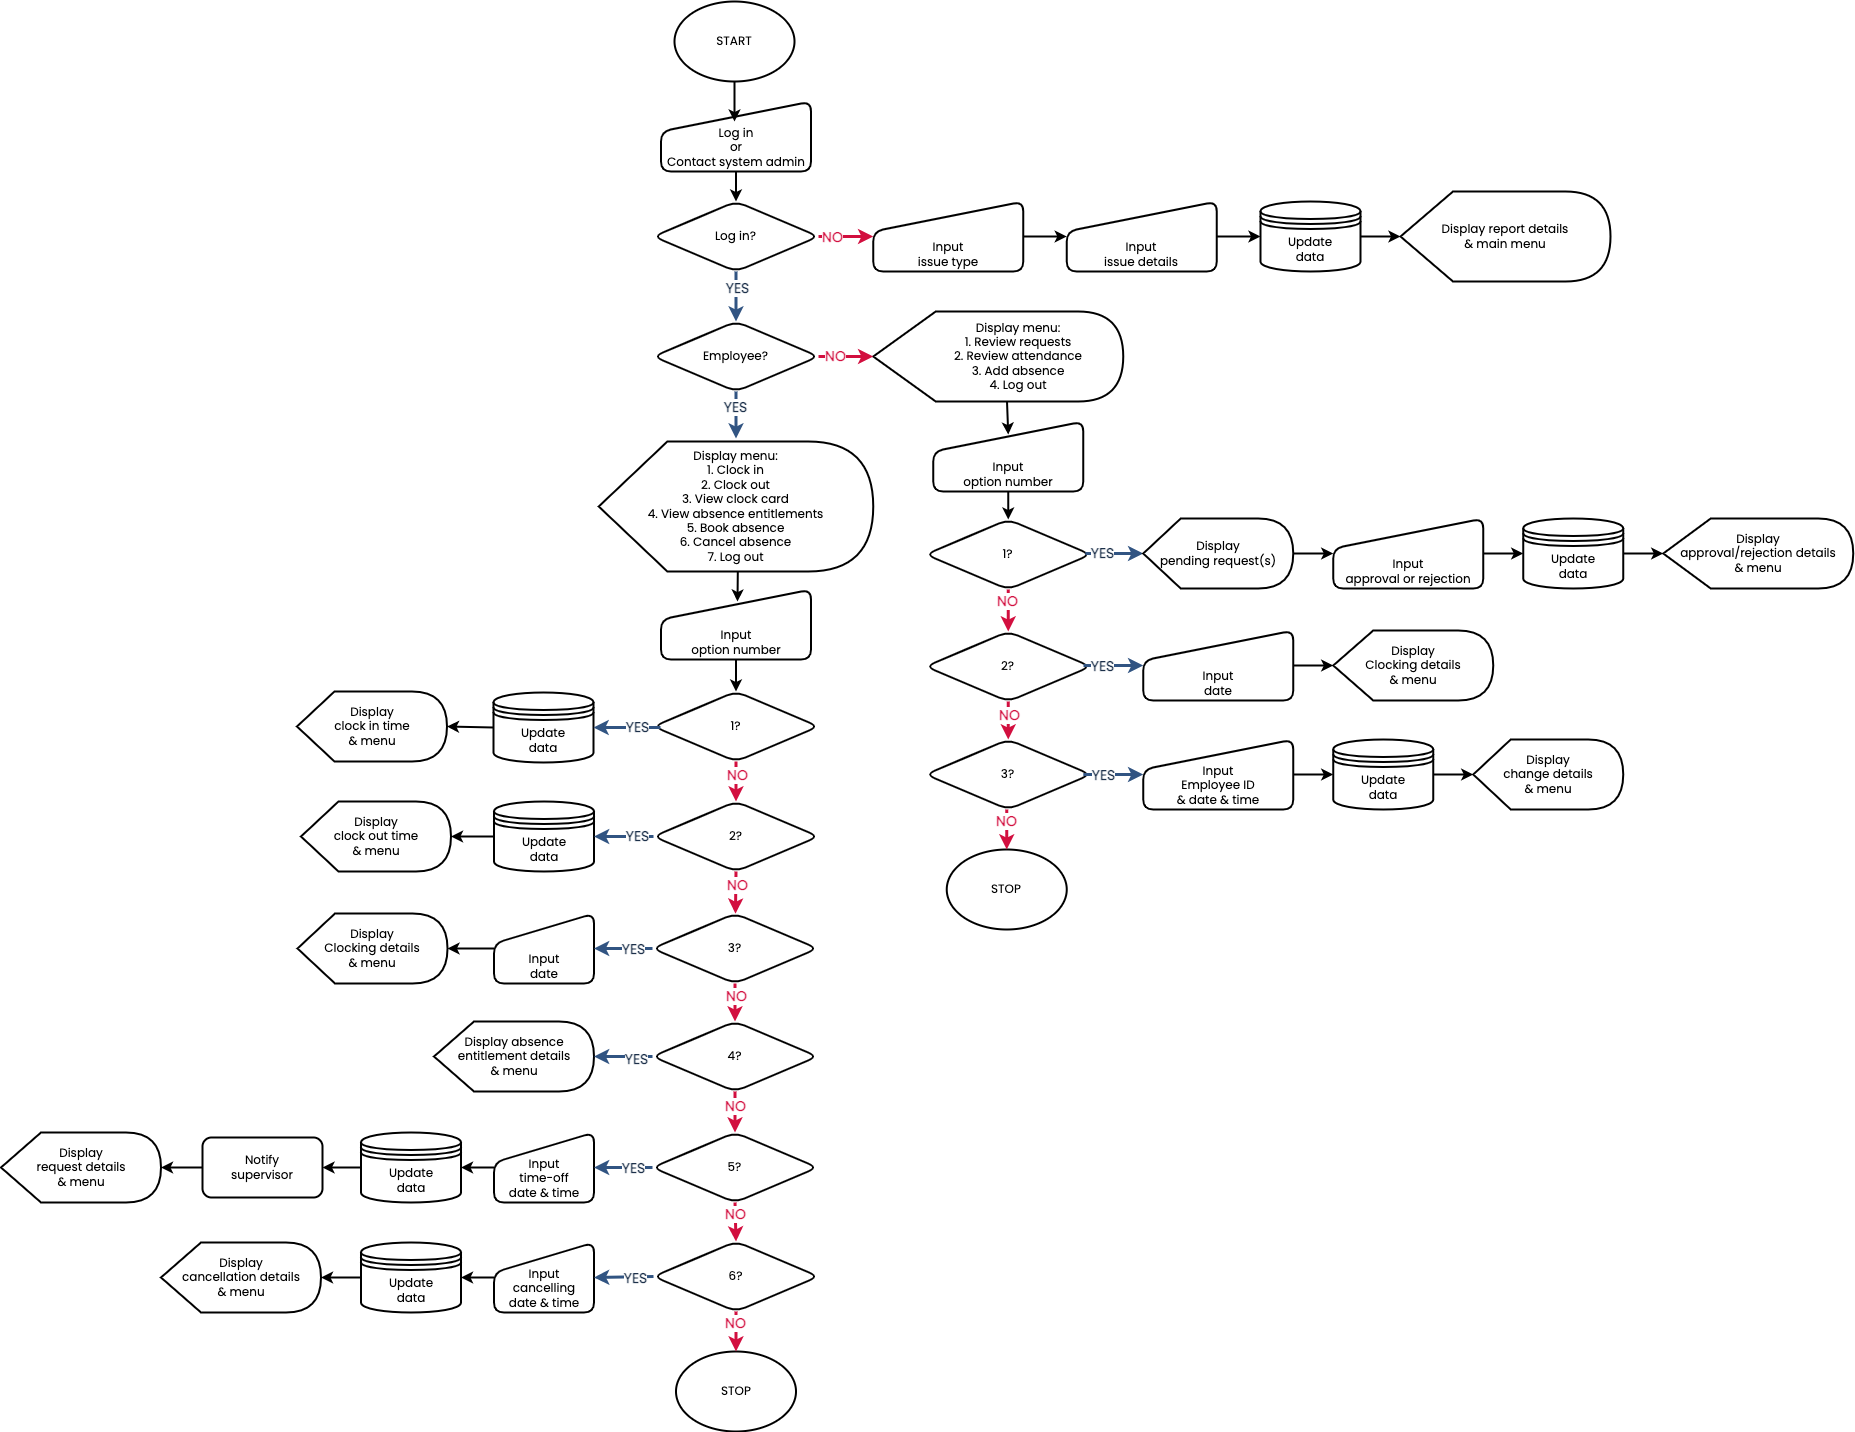 START
Log in
or
Contact system admin
Log in?
NO
Input
issue type
Input
issue details
Update
data
Display report details
& main menu
YES
Employee?
NO
Display menu:
1. Review requests
2. Review attendance
3. Add absence
4. Log out
YES
Display menu:
1. Clock in
2. Clock out
3. View clock card
4. View absence entitlements
5. Book absence
6. Cancel absence
7. Log out
Input
option number
Input
option number
1?
YES
Display
pending request(s)
Input
approval or rejection
Update
data
Display
approval/rejection details
& menu
NO
2?
YES
Input
date
Display
Clocking details
& menu
NO
3?
YES
Input
Employee ID
& date & time
Update
data
Display
change details
& menu
NO
STOP
1?
YES
Update
data
Display
clock in time
& menu
NO
2?
YES
Update
data
Display
clock out time
& menu
NO
3?
YES
Input
date
Display
Clocking details
& menu
NO
4?
YES
Display absence
entitlement details
& menu
NO
5?
YES
Input
time-off
date & time
Update
data
Notify
supervisor
Display
request details
& menu
NO
6?
YES
Input
cancelling
date & time
Update
data
Display
cancellation details
& menu
NO
STOP